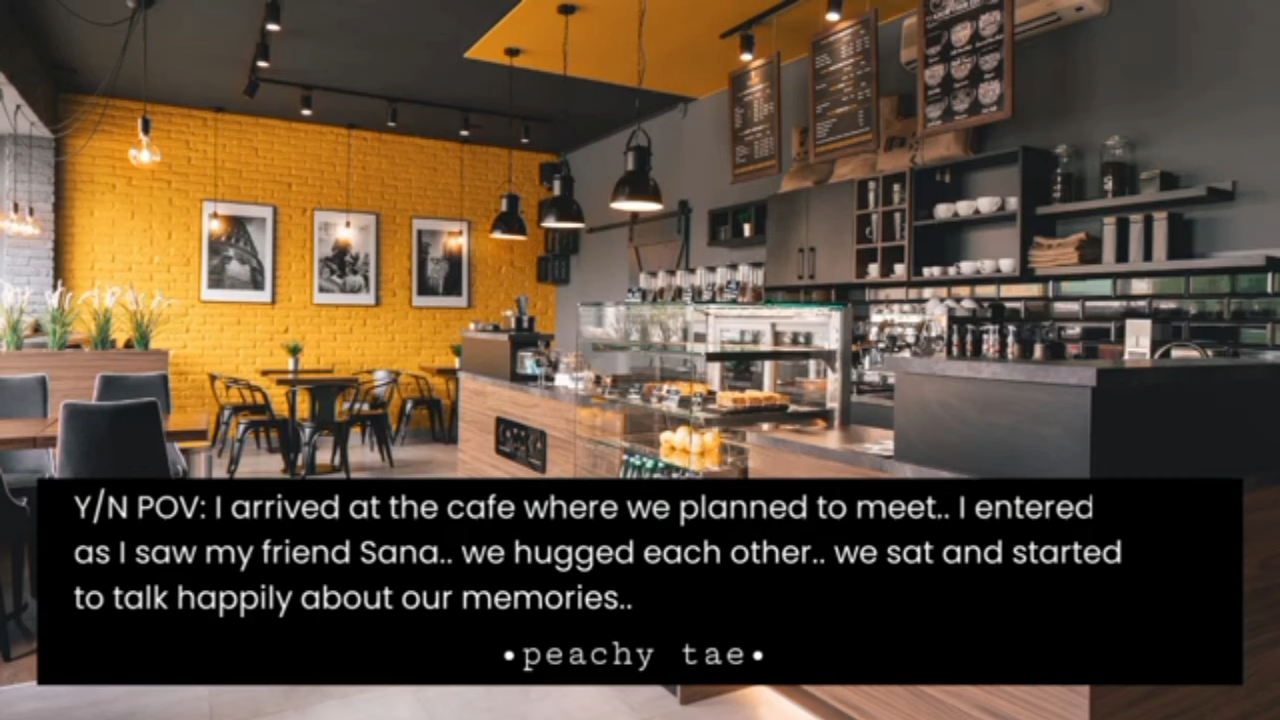 Y/N POV: I arrived at the cafe where we planned to meet.. I entered
as I saw my friend Sana.. we hugged each other.. we sat and started
to talk happily about our memories..
•peachy tae•